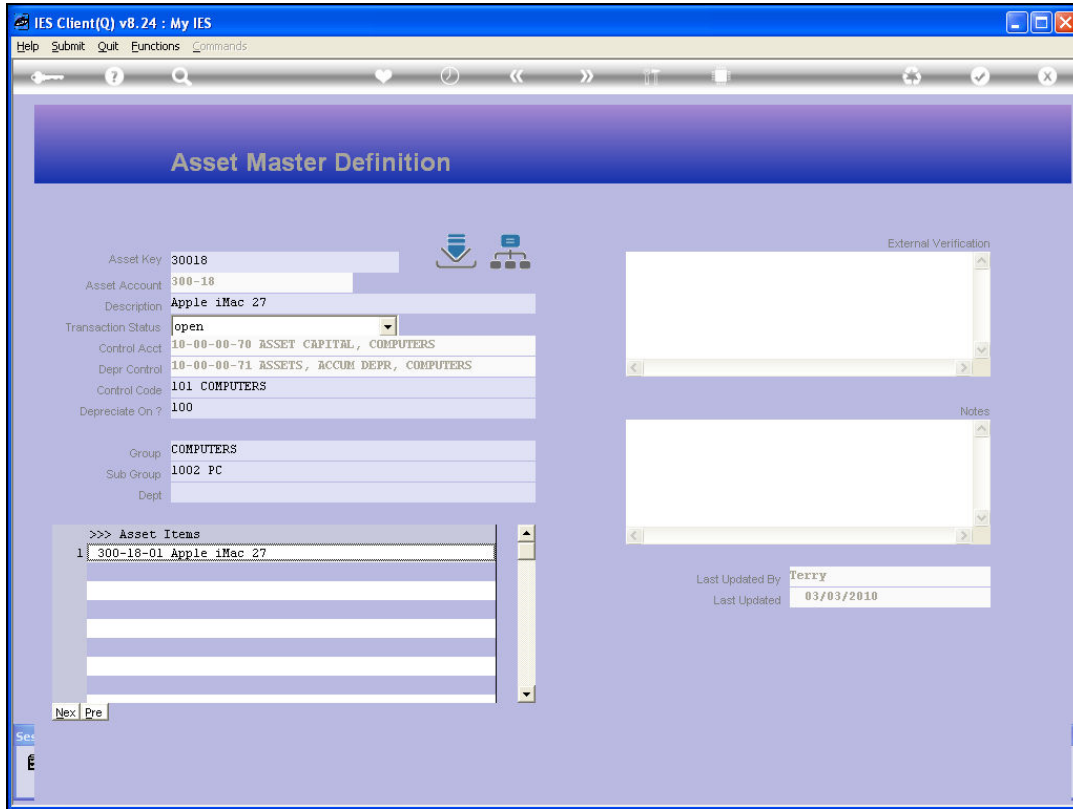 IES Client(Q) v8.24 : My IES
Help Submit Quit Functions Commands
Asset Master Definition
Asset Key 30018
Asset Account 300-18
Description Apple iMac 27
Transaction Status open
Control Acct 10-00-00-70 ASSET CAPITAL, COMPUTERS
Depr Control 10-00-00-71 ASSETS, ACCUM DEPR, COMPUTERS
Control Code 101 COMPUTERS
Depreciate On ? 100
Group COMPUTERS
Sub Group 1002 PC
Dept
>>> Asset Items
1 300-18-01 Apple iMac 27
Nex Pre
External Verification
Notes
Last Updated By Terry
Last Updated 03/03/2010